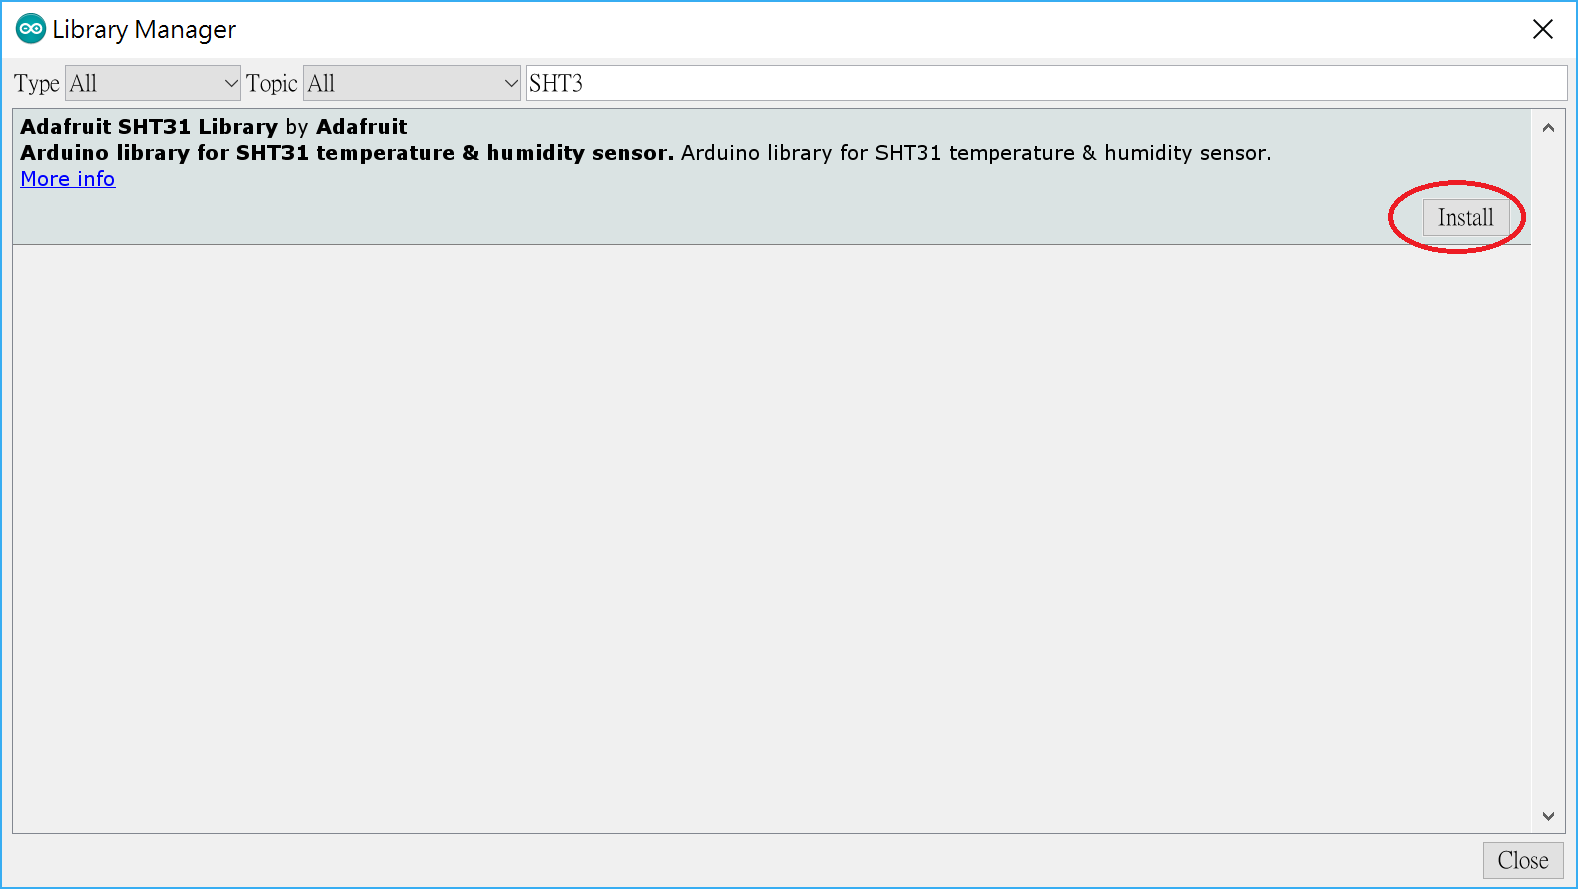 Library Manager
Type All Topic All SHT3
Adafruit SHT31 Library by Adafruit
Arduino library for SHT31 temperature & humidity sensor. Arduino library for SHT31 temperature & humidity sensor.
More info
Install
Close